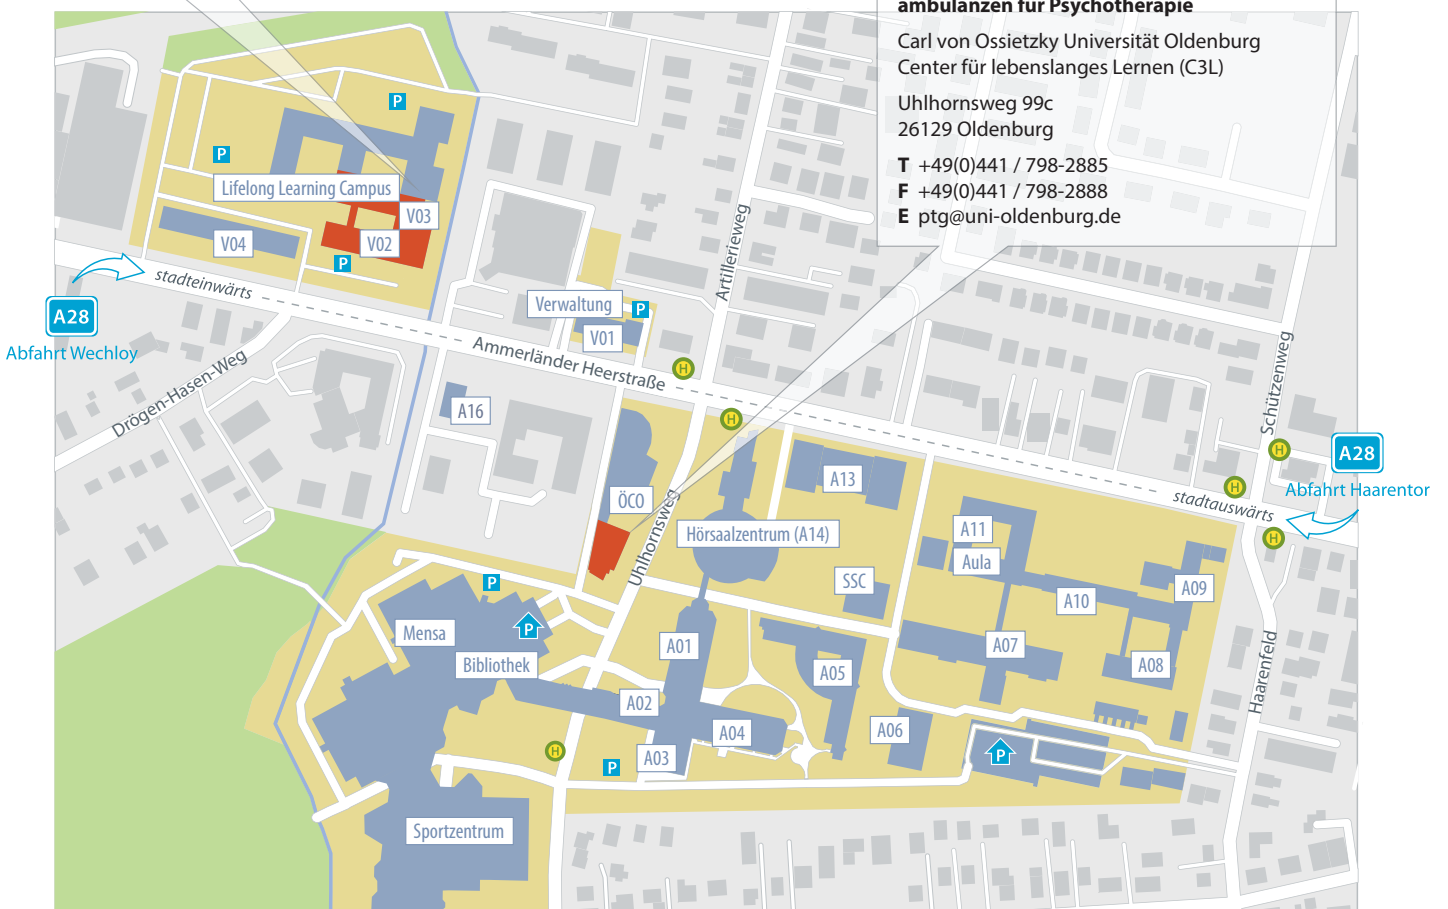 ambulanzen für Psychotherapie
Carl von Ossietzky Universität Oldenburg
Center für lebenslanges Lernen (C3L)
Uhlhornsweg 99c
26129 Oldenburg
T +49(0)441 / 798-2885
F +49(0)441 / 798-2888
E ptg@uni-oldenburg.de
P
P
Lifelong Learning Campus
V03
V04
V02
P
stadteinwärts
A28
Abfahrt Wechloy
Drögen-Hasen-Weg
Verwaltung
P
V01
Artillerieweg
Ammerländer Heerstraße
H
H
A16
Schützenweg
H
A28
Abfahrt Haarentor
H
stadtauswärts
H
A13
ÖCO
Uhlhornsweg
Hörsaalzentrum (A14)
A11
Aula
SSC
A10
A09
P
P
Mensa
Bibliothek
A01
A07
A08
A05
Haarenfeld
A02
A04
A06
A03
H
P
P
Sportzentrum